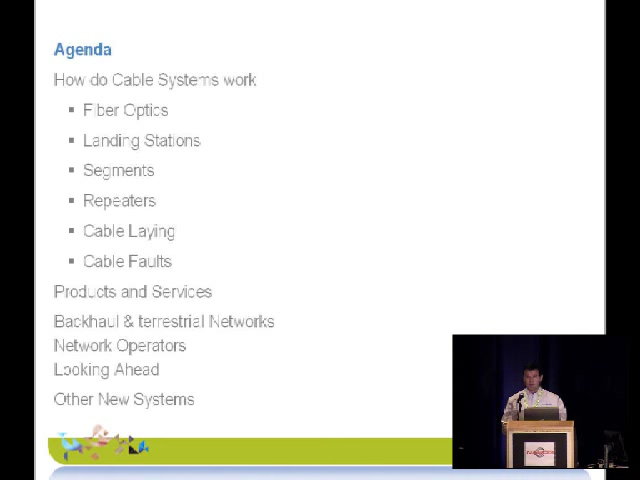 Agenda
How do Cable Systems work
▪ Fiber Optics
▪ Landing Stations
▪ Segments
▪ Repeaters
▪ Cable Laying
▪ Cable Faults
Products and Services
Backhaul & terrestrial Networks
Network Operators
Looking Ahead
Other New Systems